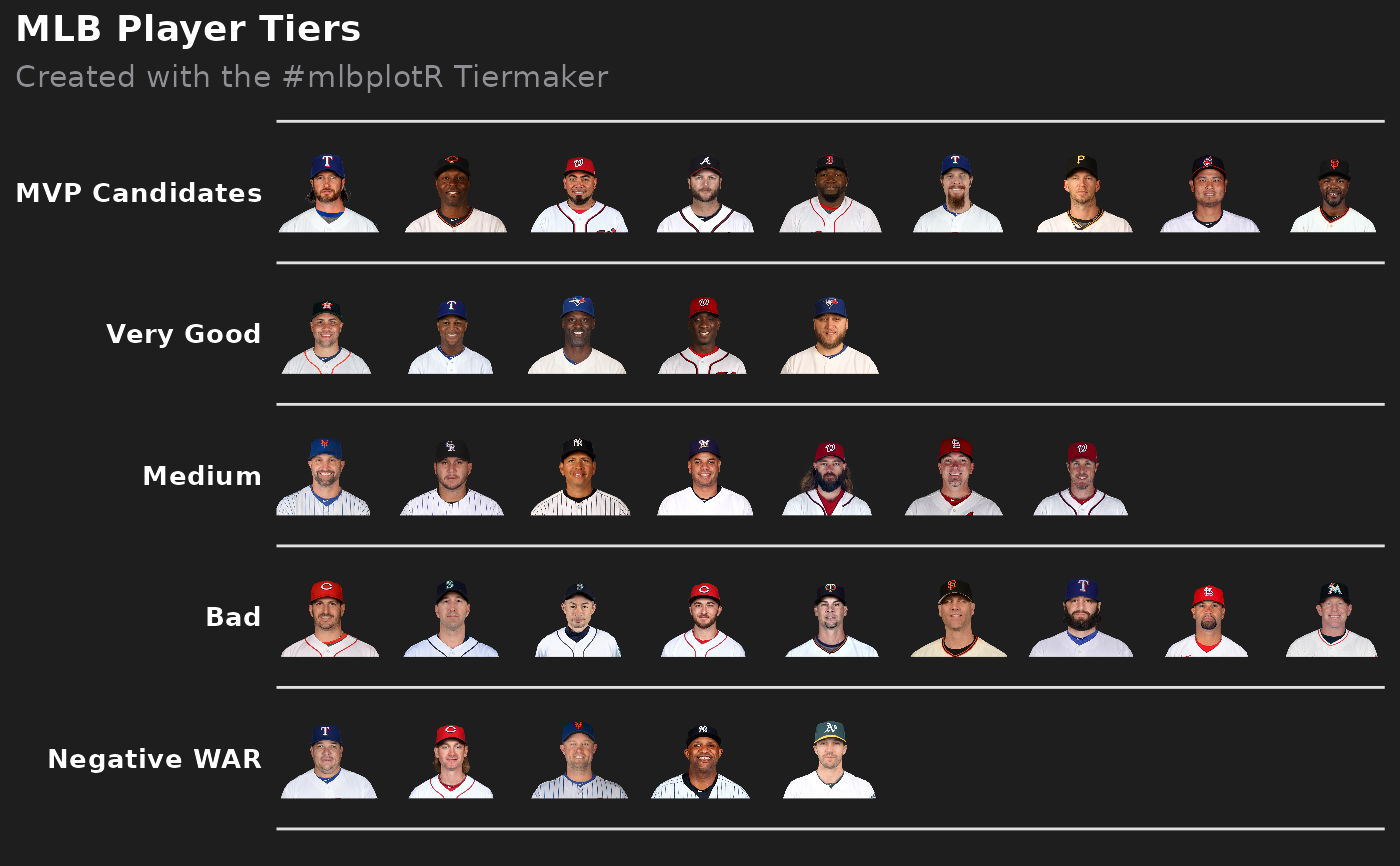 MLB Player Tiers
Created with the #mlbplotR Tiermaker
MVP Candidates
Very Good
Medium
Bad
Negative WAR